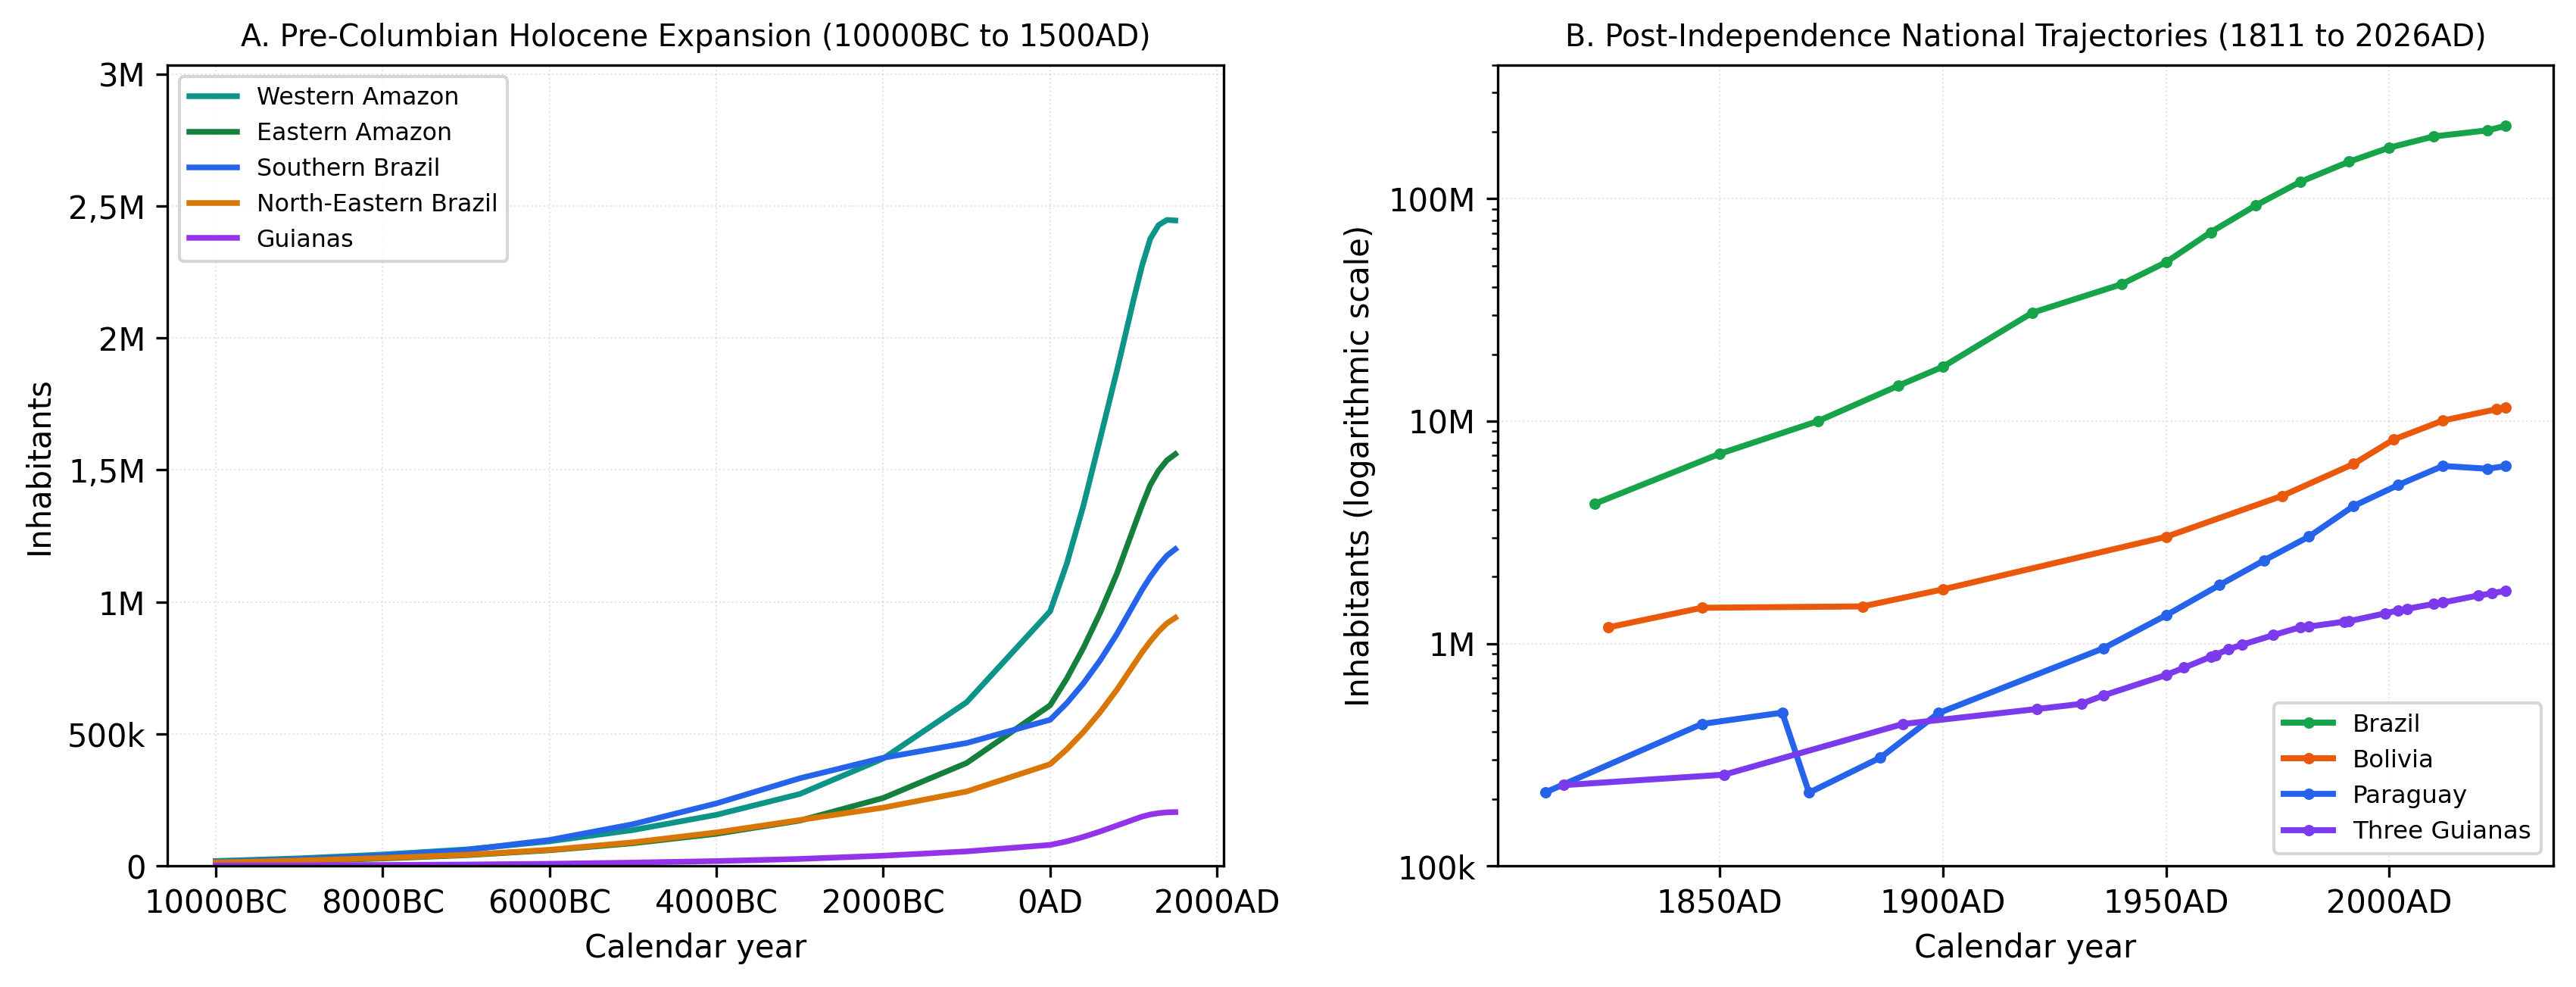 A. Pre-Columbian Holocene Expansion (10000BC to 1500AD)
3M
2,5M
2M
1,5M
1M
500k
0
Inhabitants
Western Amazon
Eastern Amazon
Southern Brazil
North-Eastern Brazil
Guianas
10000BC 8000BC 6000BC 4000BC 2000BC 0AD 2000AD
Calendar year
B. Post-Independence National Trajectories (1811 to 2026AD)
100M
10M
1M
100k
Inhabitants (logarithmic scale)
Brazil
Bolivia
Paraguay
Three Guianas
1850AD 1900AD 1950AD 2000AD
Calendar year